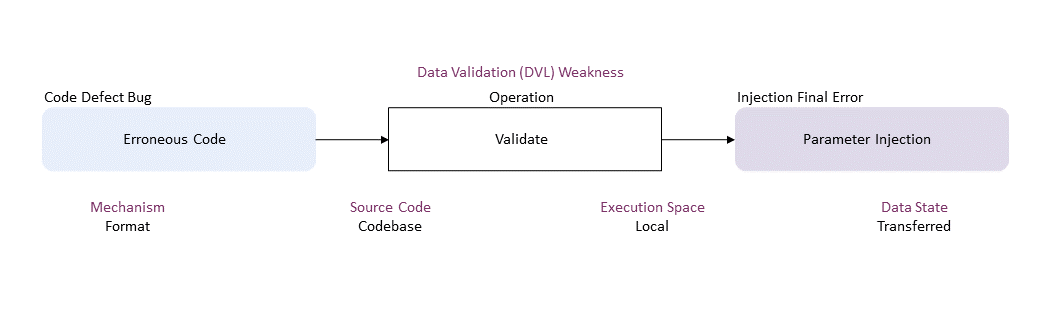 Data Validation (DVL) Weakness
Code Defect Bug
Operation
Injection Final Error
Erroneous Code
Validate
Parameter Injection
Mechanism
Format
Source Code
Codebase
Execution Space
Local
Data State
Transferred